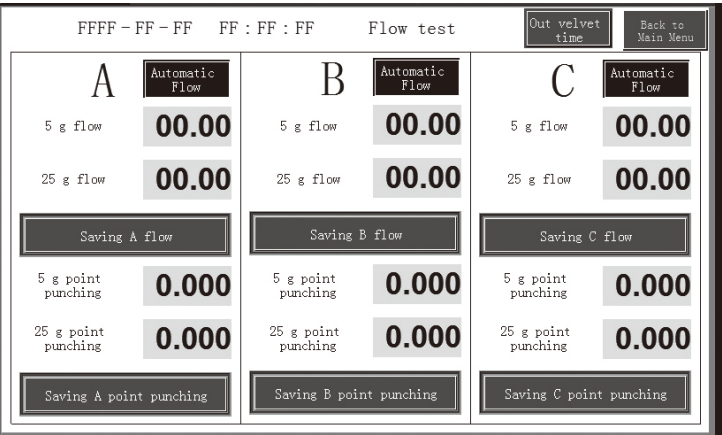 FFFF-FF-FF FF:FF:FF Flow test
Out velvet
time
Back to
Main Menu
A
Automatic
Flow
5 g flow 00.00
25 g flow 00.00
Saving A flow
5 g point
punching
0.000
25 g point
punching
0.000
Saving A point punching
B
Automatic
Flow
5 g flow 00.00
25 g flow 00.00
Saving B flow
5 g point
punching
0.000
25 g point
punching
0.000
Saving B point punching
C
Automatic
Flow
5 g flow 00.00
25 g flow 00.00
Saving C flow
5 g point
punching
0.000
25 g point
punching
0.000
Saving C point punching